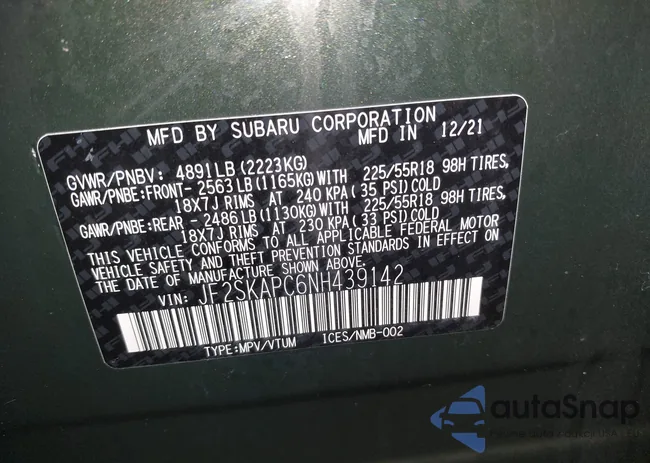 MFD BY SUBARU CORPORATION
MFD IN 12/21
GVWR/PNBV: 4891LB (2223KG)
GAWR/PNBE:FRONT- 2563LB (1165KG) WITH 225/55R18 98H TIRES,
18X7J RIMS AT 240 KPA (35 PSI) COLD
GAWR/PNBE:REAR - 2486LB (1130KG) WITH 225/55R18 98H TIRES,
18X7J RIMS AT 230 KPA (33 PSI) COLD
THIS VEHICLE CONFORMS TO ALL APPLICABLE FEDERAL MOTOR
VEHICLE SAFETY AND THEFT PREVENTION STANDARDS IN EFFECT ON
THE DATE OF MANUFACTURE SHOWN ABOVE.
VIN: JF2SKAPC6NH439142
TYPE:MPV/VTUM ICES/NMB-002
autoSnap